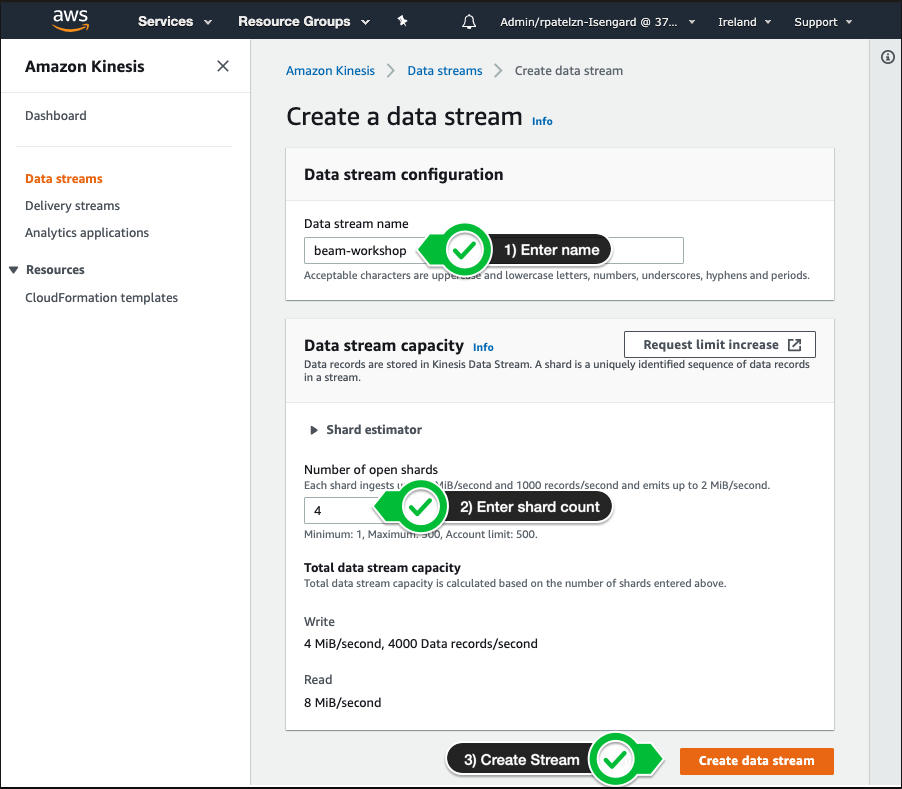 aws
Services
Resource Groups
Admin/rpatelzn-Isengard @ 37...
Ireland
Support
Amazon Kinesis
Dashboard
Data streams
Delivery streams
Analytics applications
Resources
CloudFormation templates
Amazon Kinesis
Data streams
Create data stream
Create a data stream Info
Data stream configuration
Data stream name
beam-workshop
1) Enter name
Acceptable characters are uppercase and lowercase letters, numbers, underscores, hyphens and periods.
Data stream capacity Info
Request limit increase
Data records are stored in Kinesis Data Stream. A shard is a uniquely identified sequence of data records
in a stream.
Shard estimator
Number of open shards
Each shard ingests MiB/second and 1000 records/second and emits up to 2 MiB/second.
4
2) Enter shard count
Minimum: 1, Maximum: 500, Account limit: 500.
Total data stream capacity
Total data stream capacity is calculated based on the number of shards entered above.
Write
4 MiB/second, 4000 Data records/second
Read
8 MiB/second
3) Create Stream
Create data stream